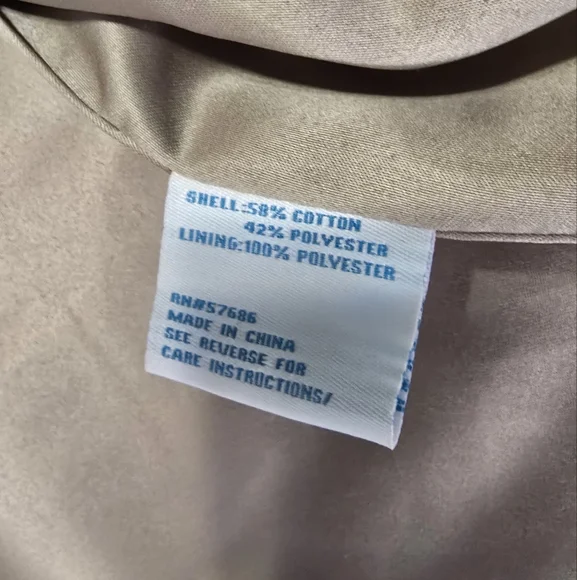 SHELL:58% COTTON
42% POLYESTER
LINING:100% POLYESTER
RN#57686
MADE IN CHINA
SEE REVERSE FOR
CARE INSTRUCTIONS/